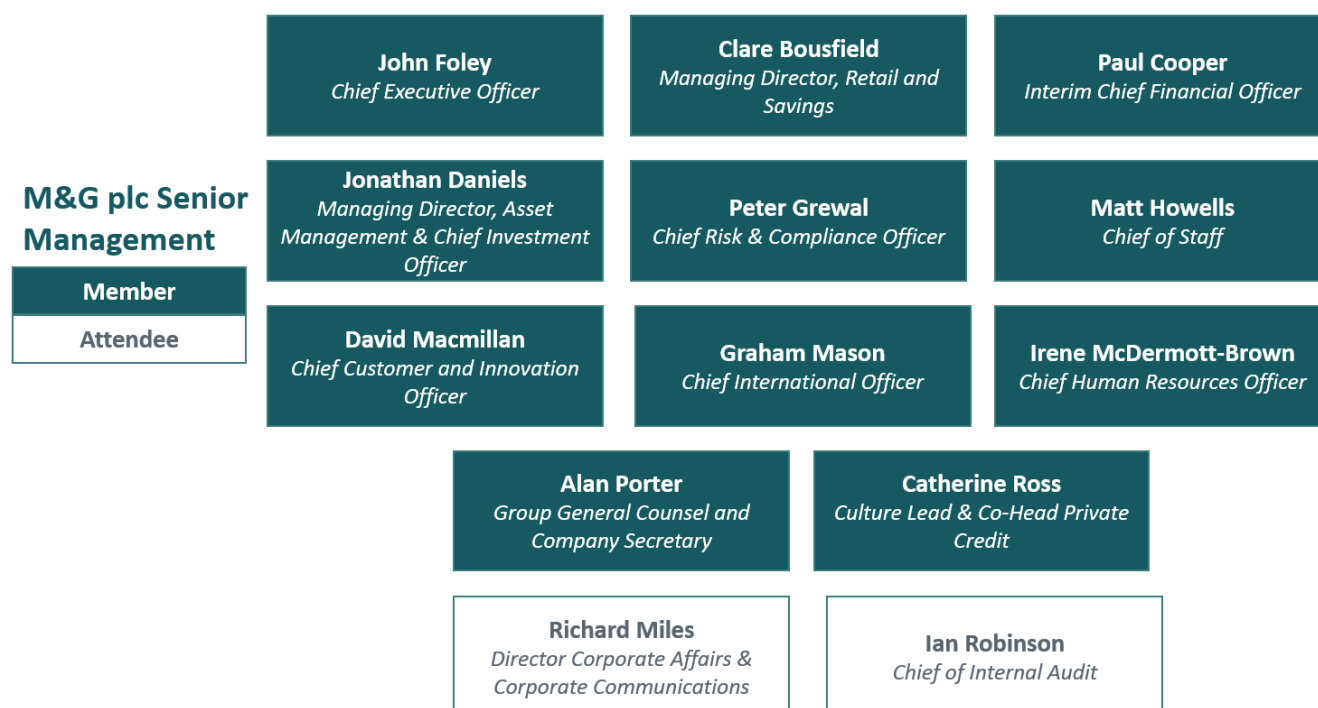 John Foley
Chief Executive Officer
Clare Bousfield
Managing Director, Retail and
Savings
Paul Cooper
Interim Chief Financial Officer
M&G plc Senior
Management
Member
Attendee
Jonathan Daniels
Managing Director, Asset
Management & Chief Investment
Officer
Peter Grewal
Chief Risk & Compliance Officer
Matt Howells
Chief of Staff
David Macmillan
Chief Customer and Innovation
Officer
Graham Mason
Chief International Officer
Irene McDermott-Brown
Chief Human Resources Officer
Alan Porter
Group General Counsel and
Company Secretary
Catherine Ross
Culture Lead & Co-Head Private
Credit
Richard Miles
Director Corporate Affairs &
Corporate Communications
Ian Robinson
Chief of Internal Audit